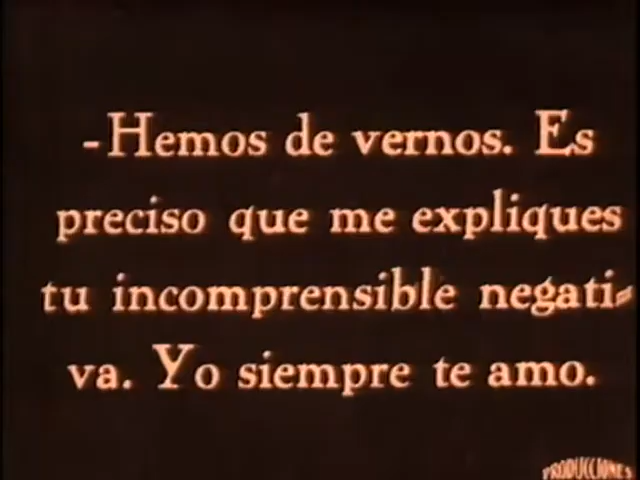 -Hemos de vernos. Es
preciso que me expliques
tu incomprensible negati-
va. Yo siempre te amo.
PRODUCCIONES